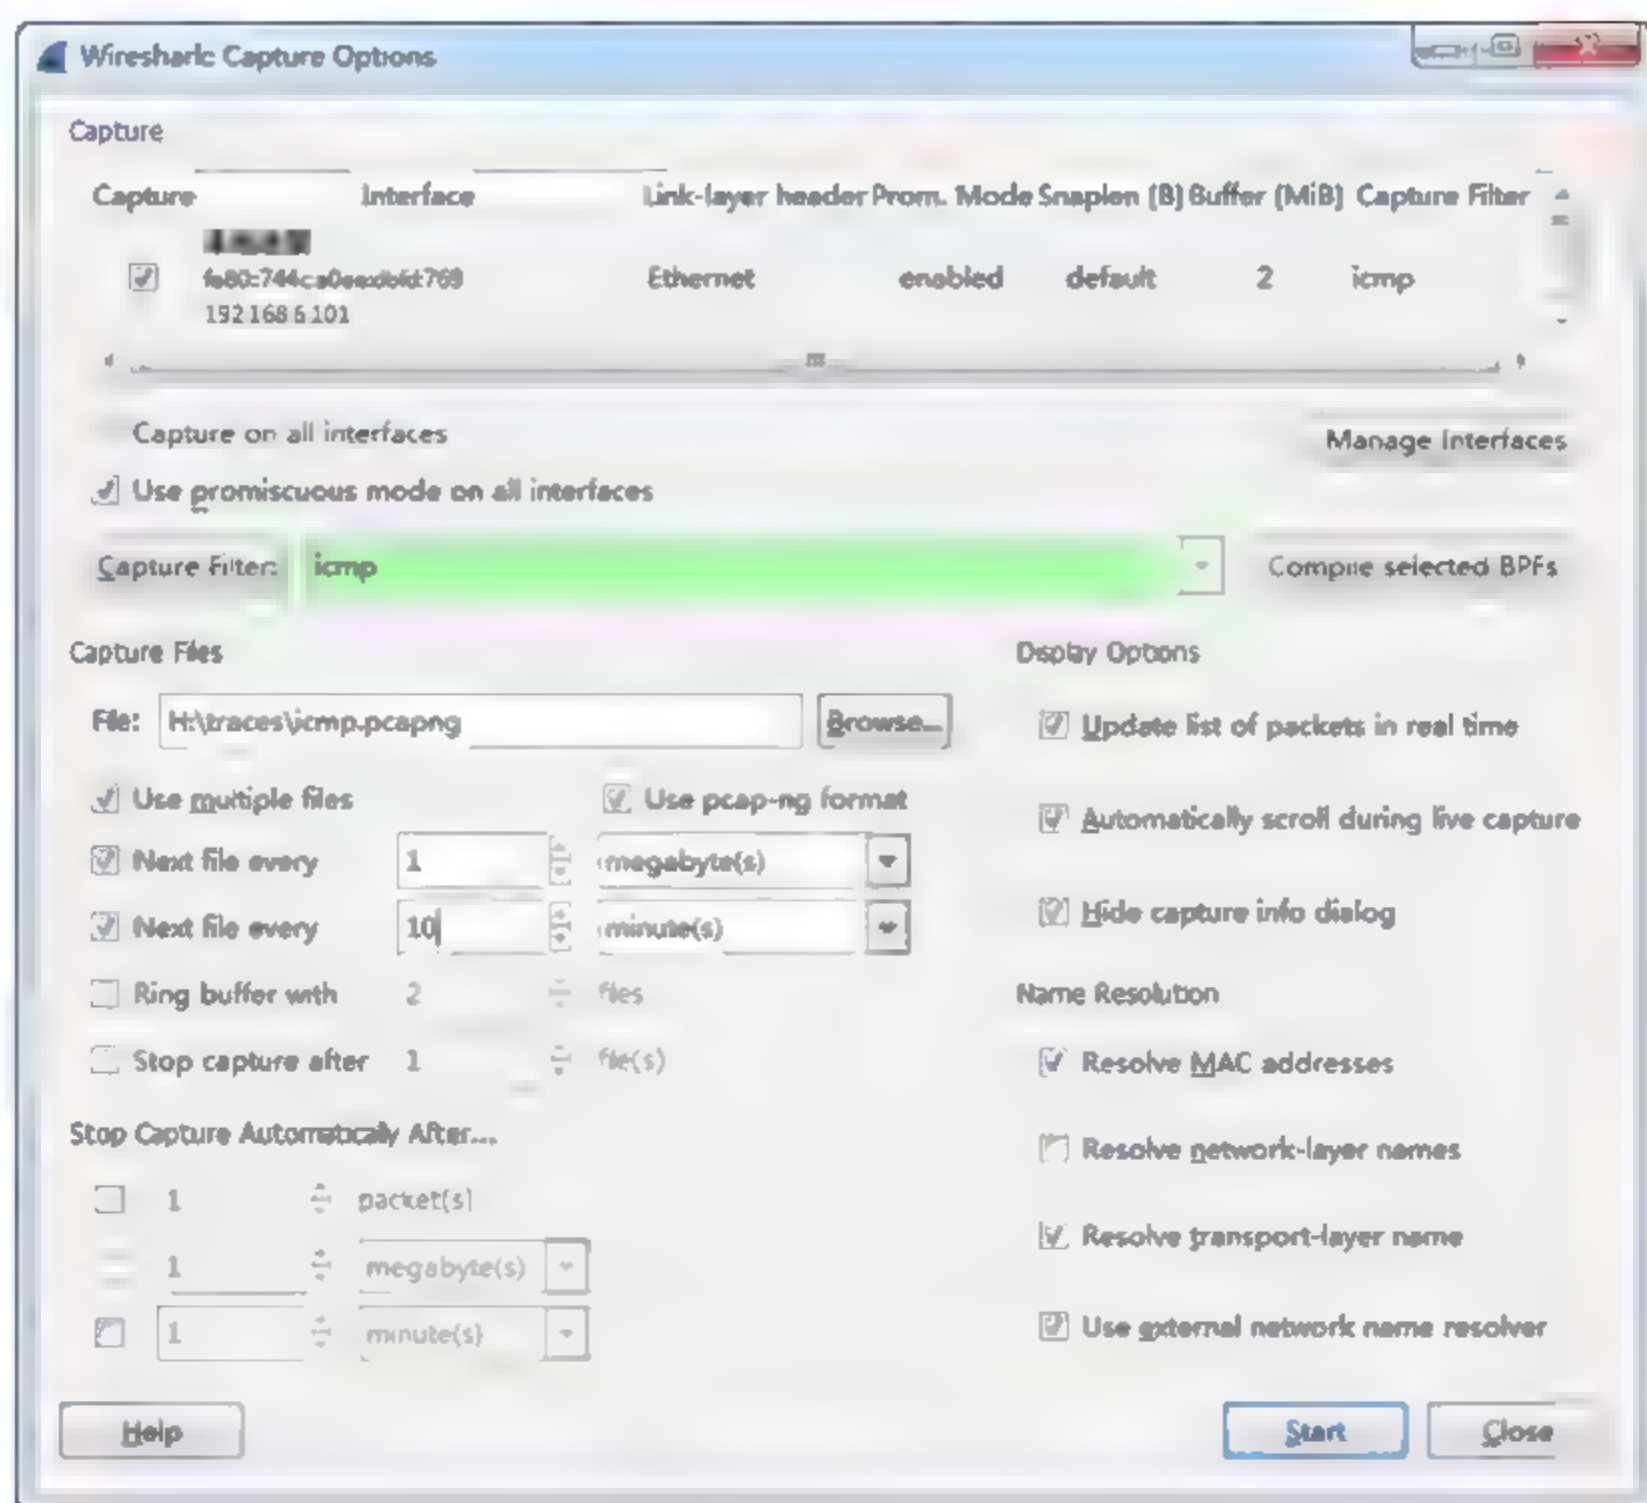 Wireshark: Capture Options
Capture
Capture Interface Link-layer header Prom. Mode Snaplen (B) Buffer (MiB) Capture Filter
Ethernet enabled default 2 icmp
192.168.6.101
Capture on all interfaces
Manage Interfaces
Use promiscuous mode on all interfaces
Capture Filter: icmp Compile selected BPFs
Capture Files
File: H:\traces\icmp.pcapng Browse...
Use multiple files Use pcap-ng format
Next file every 1 megabyte(s)
Next file every 10 minute(s)
Ring buffer with 2 files
Stop capture after 1 file(s)
Stop Capture Automatically After...
1 packet(s)
1 megabyte(s)
1 minute(s)
Display Options
Update list of packets in real time
Automatically scroll during live capture
Hide capture info dialog
Name Resolution
Resolve MAC addresses
Resolve network-layer names
Resolve transport-layer name
Use external network name resolver
Help Start Close